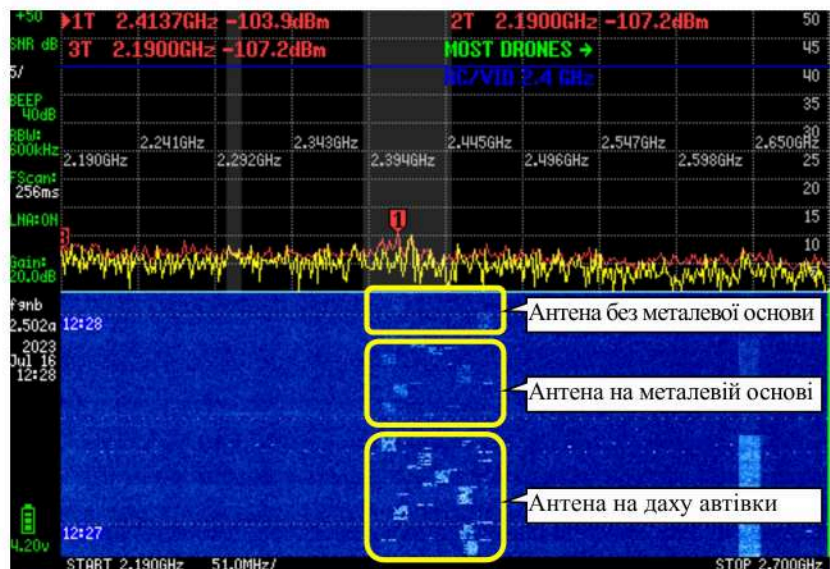 +50 1T 2.4137GHz -103.9dBm 2T 2.1900GHz -107.2dBm 50
SNR dB 3T 2.1900GHz -107.2dBm MOST DRONES → 45
5/ RC/VID 2.4 GHz 40
BEEP
40dB 35
RBW: 30
600kHz 2.241GHz 2.343GHz 2.445GHz 2.547GHz 2.650GHz
2.190GHz 2.292GHz 2.394GHz 2.496GHz 2.598GHz 25
FScan:
256ms 20
LNA:ON 1 15
Gain: 10
20.0dB
fgnb Антена без металевої основи
2.502a 12:28
2023
Jul 16
12:28
Антена на металевій основі
Антена на даху автівки
12:27
4.20v
START 2.190GHz 51.0MHz/ STOP 2.700GHz